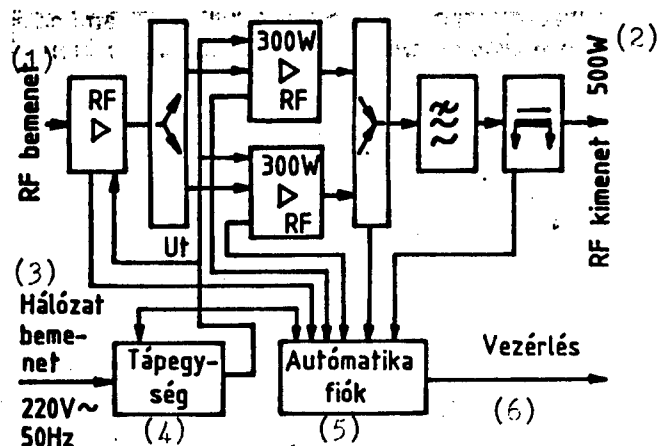 (1)
RF bemenet
RF
300W
RF
300W
RF
500W
(2)
RF kimenet
Ut
(3)
Hálózat
beme-
net
220V~
50Hz
Tápegy-
ség
(4)
Autómatika
fiók
(5)
Vezérlés
(6)